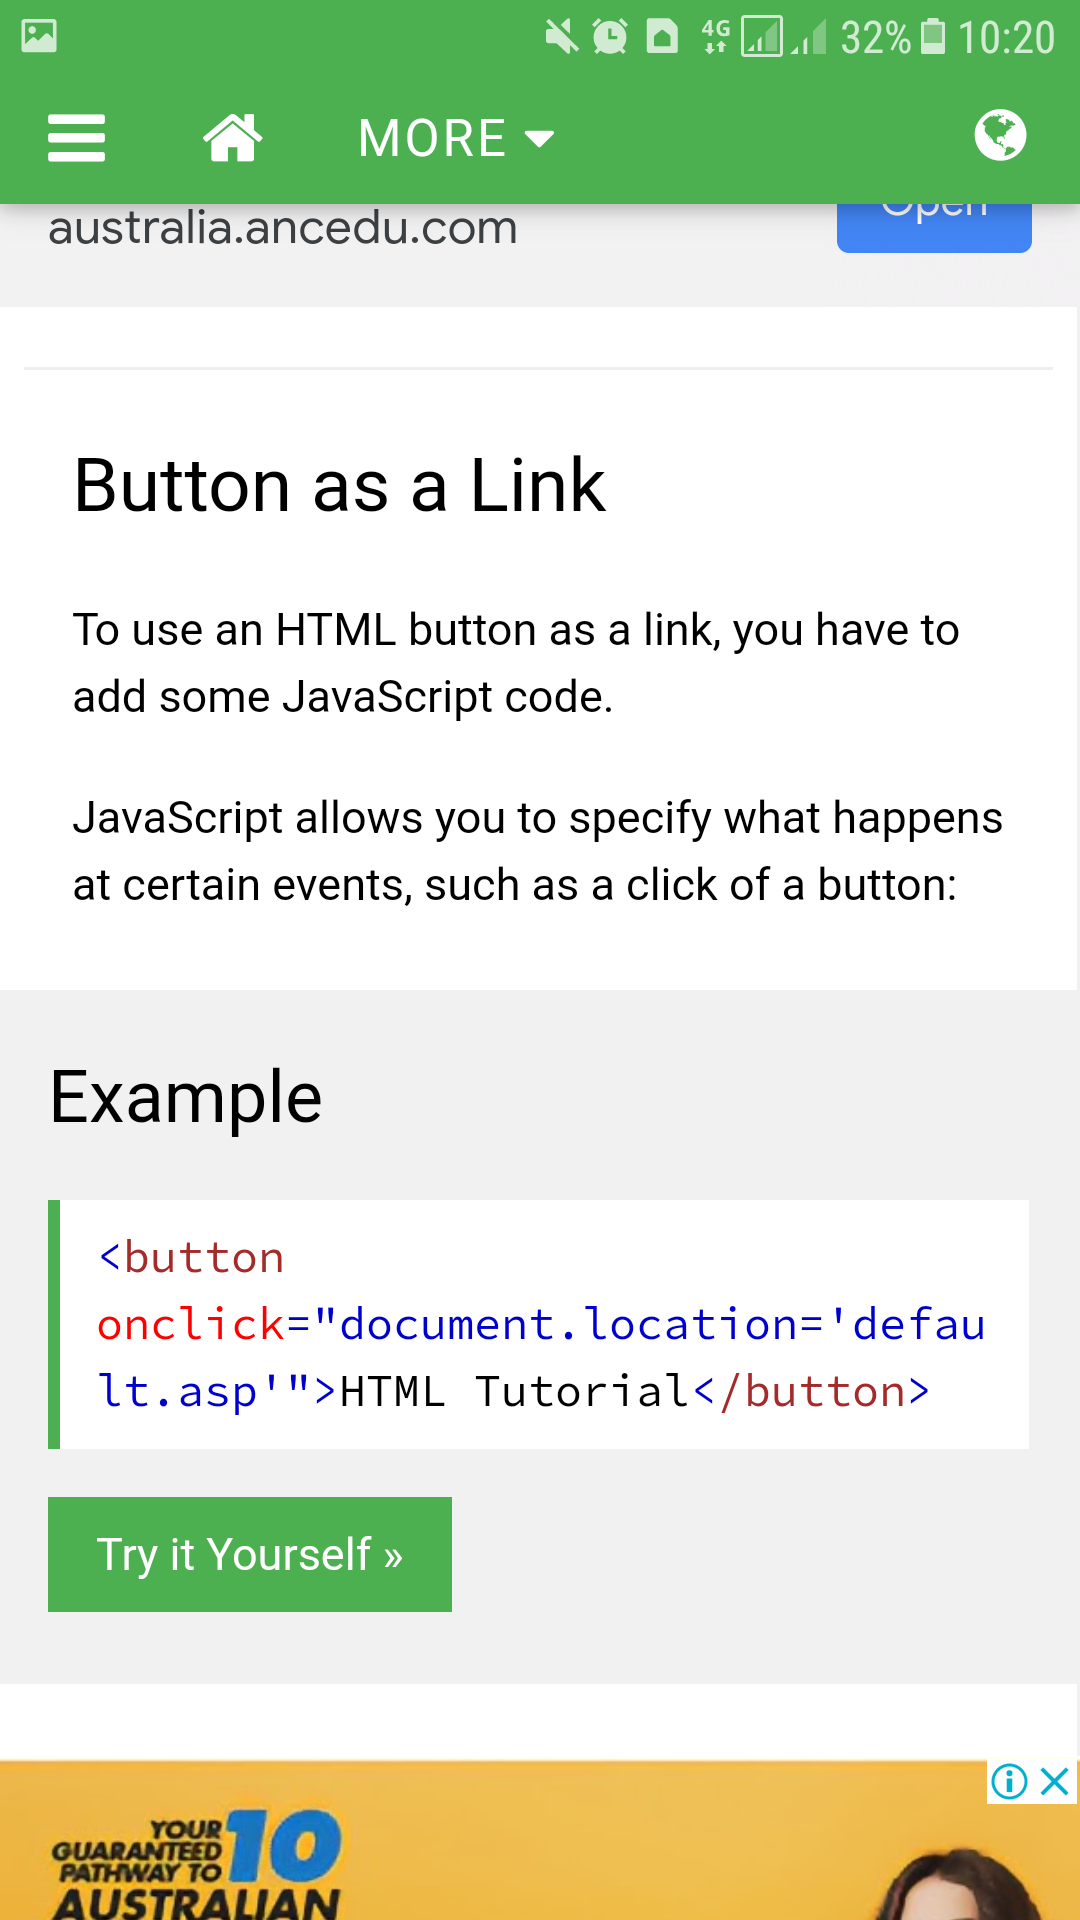 4G 32% 10:20
MORE
australia.ancedu.com
Open
Button as a Link
To use an HTML button as a link, you have to
add some JavaScript code.
JavaScript allows you to specify what happens
at certain events, such as a click of a button:
Example
<button
onclick="document.location='defau
lt.asp'">HTML Tutorial</button>
Try it Yourself »
YOUR
GUARANTEED
PATHWAY TO
10
AUSTRALIAN